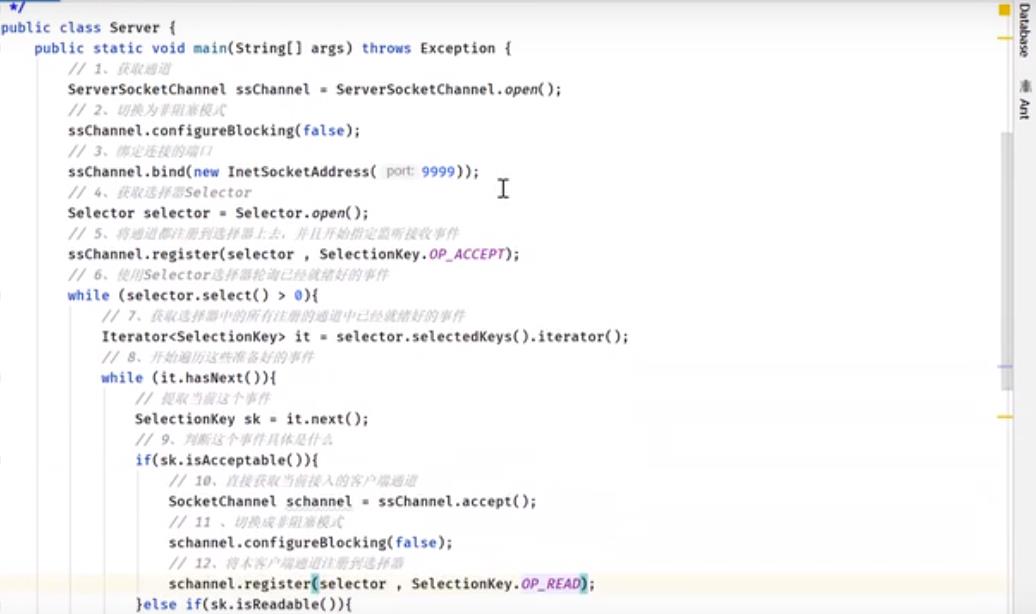 */
public class Server {
public static void main(String[] args) throws Exception {
// 1、获取通道
ServerSocketChannel ssChannel = ServerSocketChannel.open();
// 2、切换为非阻塞模式
ssChannel.configureBlocking(false);
// 3、绑定连接的端口
ssChannel.bind(new InetSocketAddress( port: 9999));
// 4、获取选择器Selector
Selector selector = Selector.open();
// 5、将通道都注册到选择器上去，并且开始指定监听接收事件
ssChannel.register(selector , SelectionKey.OP_ACCEPT);
// 6、使用Selector选择器轮询已经就绪好的事件
while (selector.select() > 0){
// 7、获取选择器中的所有注册的通道中已经就绪好的事件
Iterator<SelectionKey> it = selector.selectedKeys().iterator();
// 8、开始遍历这些准备好的事件
while (it.hasNext()){
// 提取当前这个事件
SelectionKey sk = it.next();
// 9、判断这个事件具体是什么
if(sk.isAcceptable()){
// 10、直接获取当前接入的客户端通道
SocketChannel schannel = ssChannel.accept();
// 11 、切换成非阻塞模式
schannel.configureBlocking(false);
// 12、将本客户端通道注册到选择器
schannel.register(selector , SelectionKey.OP_READ);
}else if(sk.isReadable()){
Database
Ant